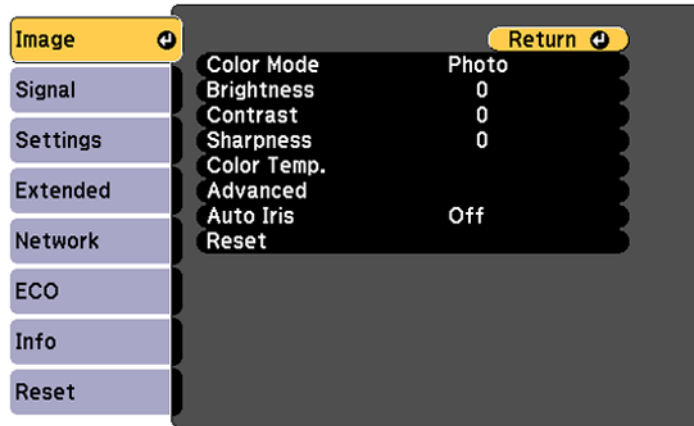 Image
Signal
Settings
Extended
Network
ECO
Info
Reset
Return
Color Mode Photo
Brightness 0
Contrast 0
Sharpness 0
Color Temp.
Advanced
Auto Iris Off
Reset